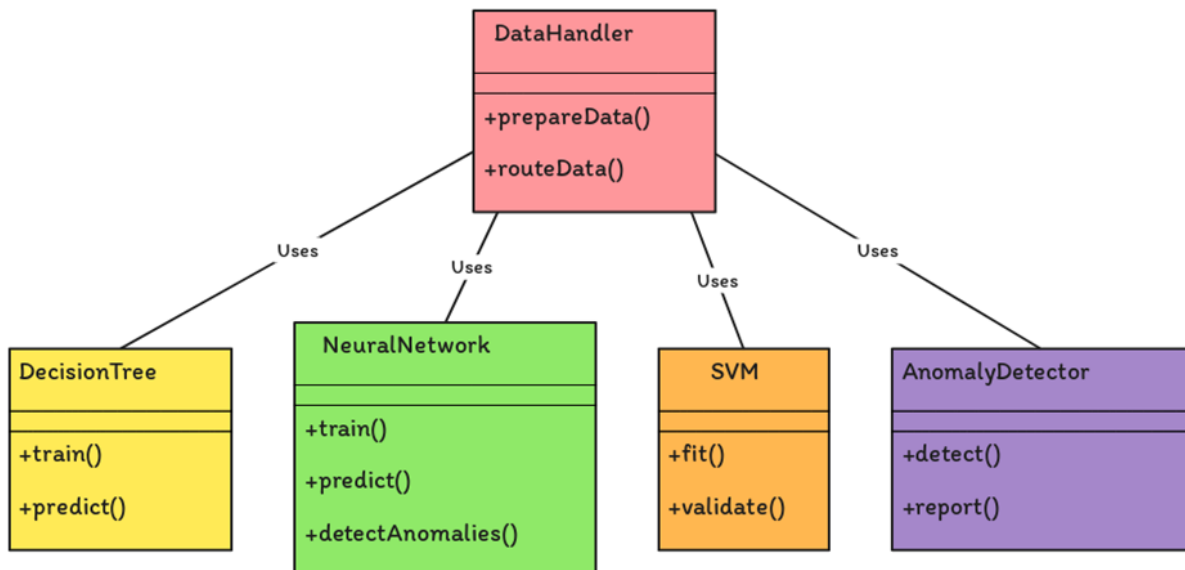 DataHandler
+prepareData()
+routeData()
Uses
Uses
Uses
Uses
DecisionTree
+train()
+predict()
NeuralNetwork
+train()
+predict()
+detectAnomalies()
SVM
+fit()
+validate()
AnomalyDetector
+detect()
+report()